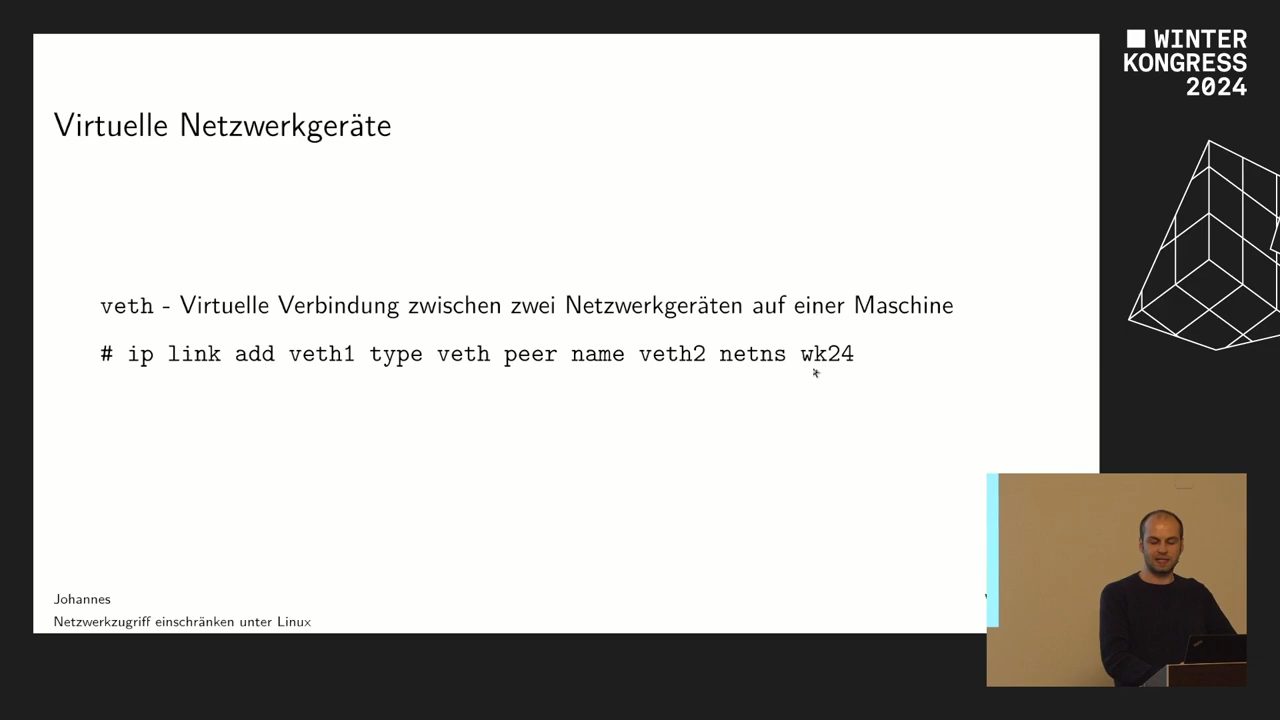 WINTER
KONGRESS
2024
Virtuelle Netzwerkgeräte
veth - Virtuelle Verbindung zwischen zwei Netzwerkgeräten auf einer Maschine
# ip link add veth1 type veth peer name veth2 netns wk24
Johannes
Netzwerkzugriff einschränken unter Linux